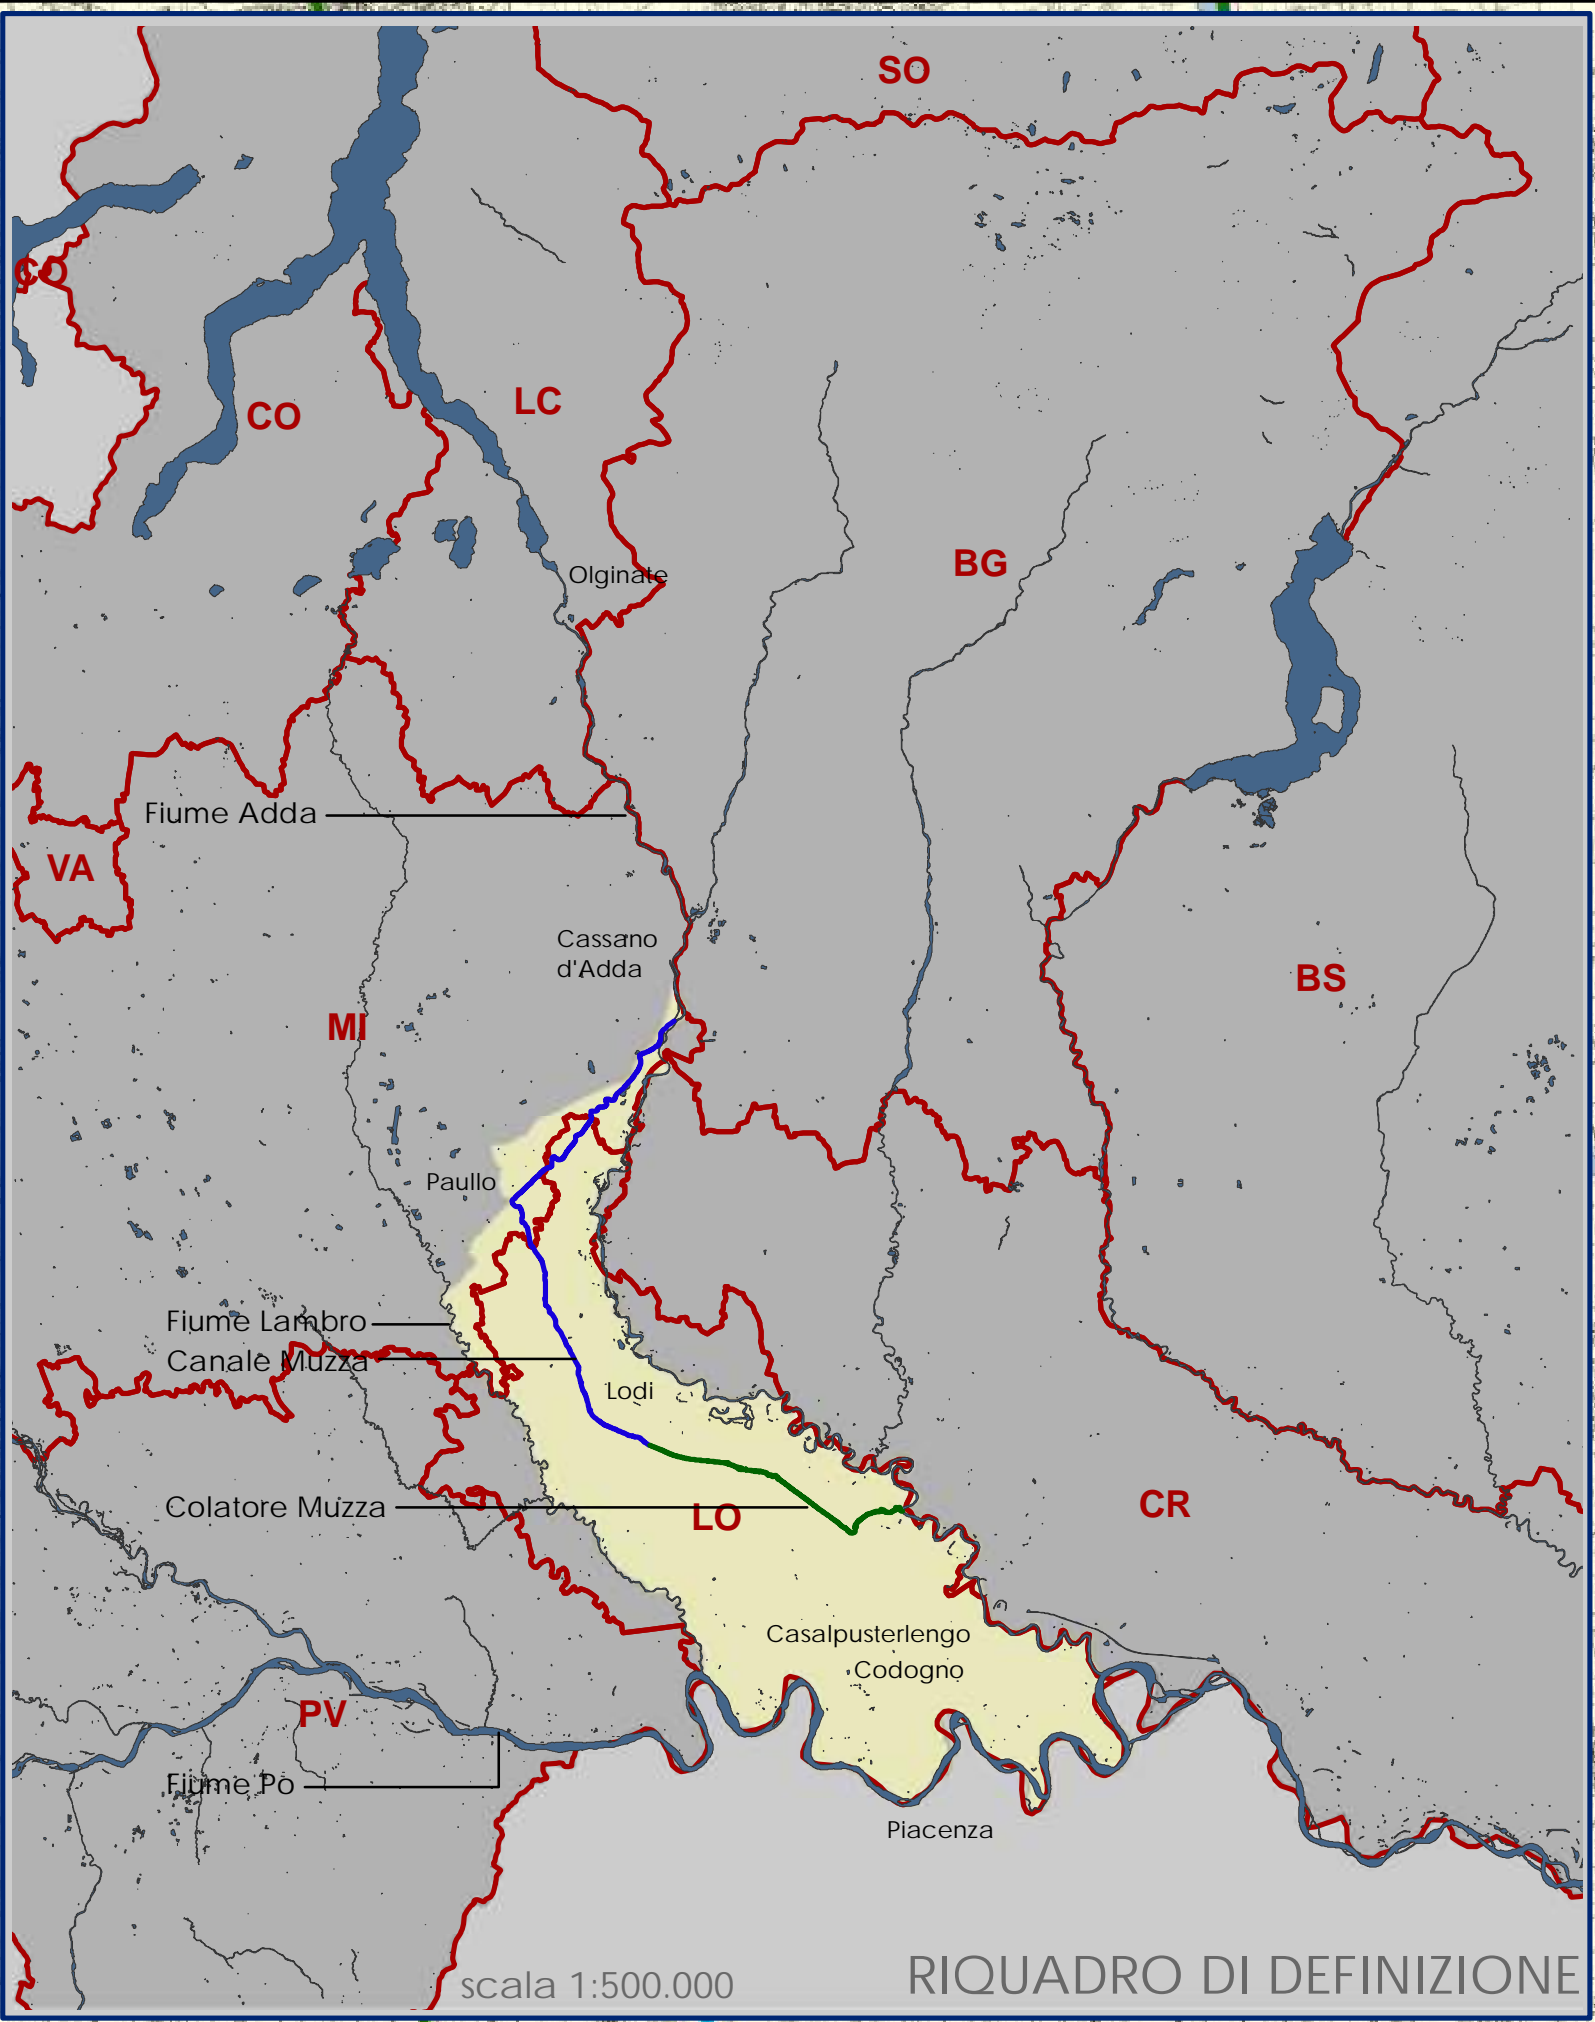 SO
CO
LC
CO
BG
Olginate
Fiume Adda
VA
Cassano
d'Adda
BS
MI
Paullo
Fiume Lambro
Canale Muzza
Lodi
Colatore Muzza
LO
CR
Casalpusterlengo
Codogno
PV
Fiume Po
Piacenza
scala 1:500.000
RIQUADRO DI DEFINIZIONE